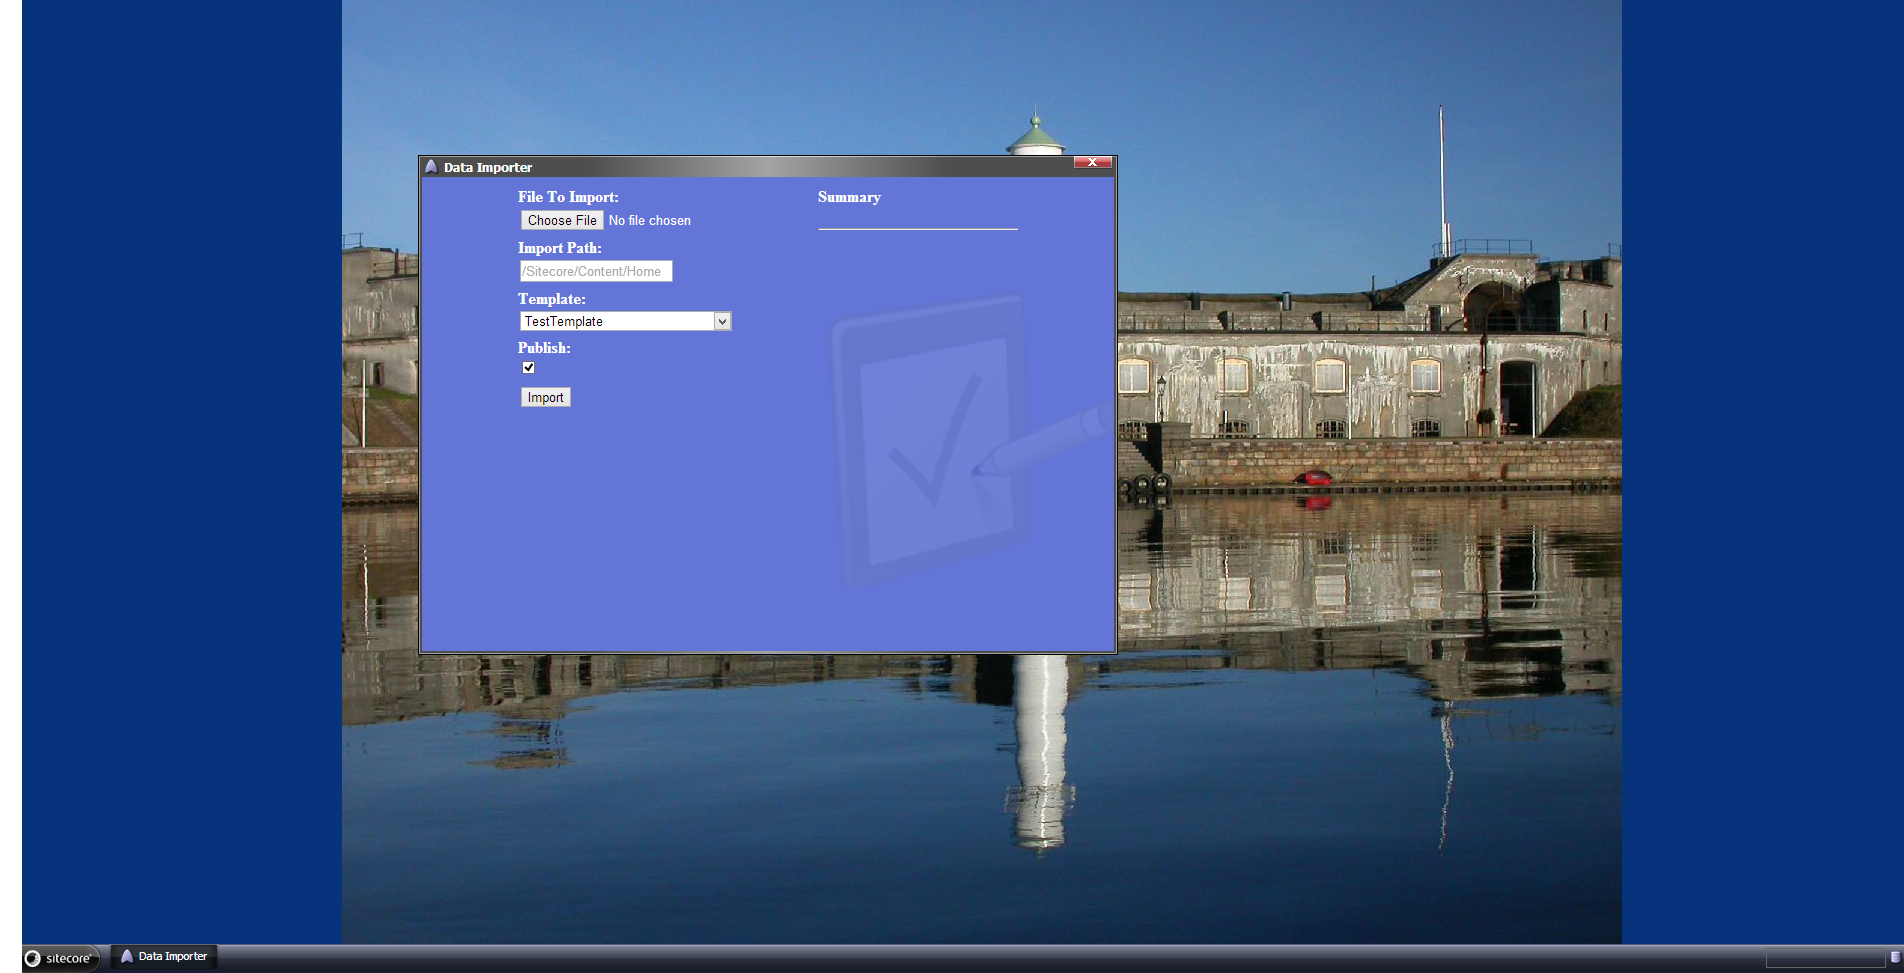 Data Importer
X
File To Import:
Choose File No file chosen
Import Path:
/Sitecore/Content/Home
Template:
TestTemplate
Publish:
Import
Summary
sitecore
Data Importer